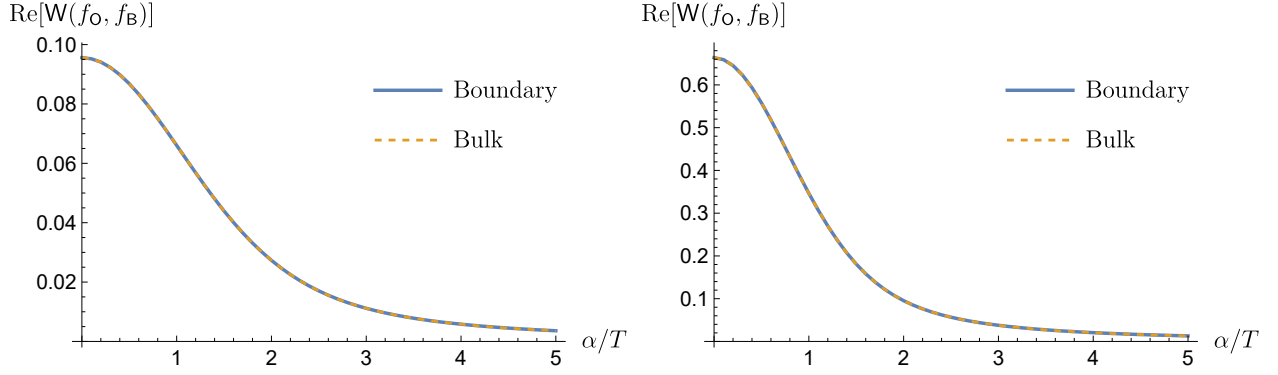 Re[W(f_O, f_B)]
0.10
0.08
0.06
0.04
0.02
1 2 3 4 5 α/T
Boundary
Bulk
Re[W(f_O, f_B)]
0.6
0.5
0.4
0.3
0.2
0.1
1 2 3 4 5 α/T
Boundary
Bulk